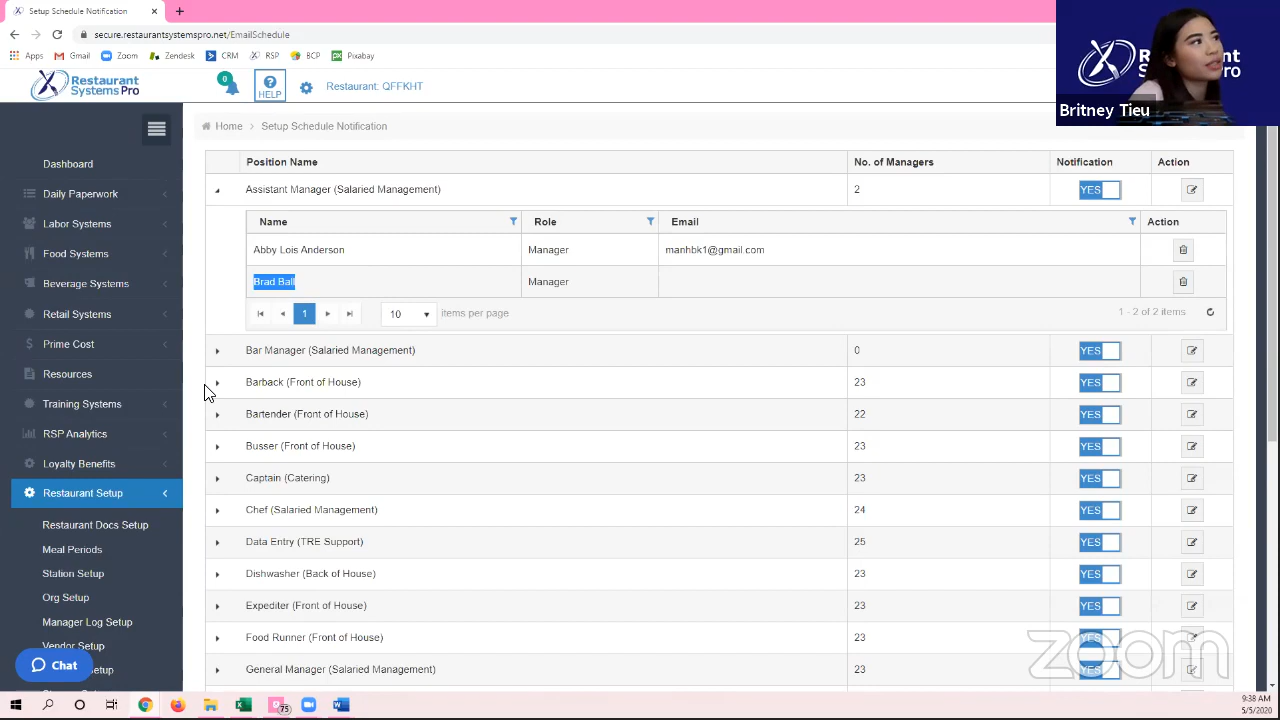 Setup Schedule Notification
secure.restaurantsystemspro.net/EmailSchedule
Apps Gmail Zoom Zendesk CRM RSP BCP Pixabay
Restaurant Systems Pro
0
HELP
Restaurant: QFFKHT
Britney Tieu
Home Setup Schedule Notification
Dashboard
Daily Paperwork
Labor Systems
Food Systems
Beverage Systems
Retail Systems
Prime Cost
Resources
Training Systems
RSP Analytics
Loyalty Benefits
Restaurant Setup
Restaurant Docs Setup
Meal Periods
Station Setup
Org Setup
Manager Log Setup
Vendor Setup
Chat
Position Name No. of Managers Notification Action
Assistant Manager (Salaried Management) 2 YES
Name Role Email Action
Abby Lois Anderson Manager manhbk1@gmail.com
Brad Ball Manager
1 10 items per page 1 - 2 of 2 items
Bar Manager (Salaried Management) 0 YES
Barback (Front of House) 23 YES
Bartender (Front of House) 22 YES
Busser (Front of House) 23 YES
Captain (Catering) 23 YES
Chef (Salaried Management) 24 YES
Data Entry (TRE Support) 25 YES
Dishwasher (Back of House) 23 YES
Expediter (Front of House) 23 YES
Food Runner (Front of House) 23 YES
General Manager (Salaried Management) 23 YES
zoom
75
9:38 AM
5/5/2020